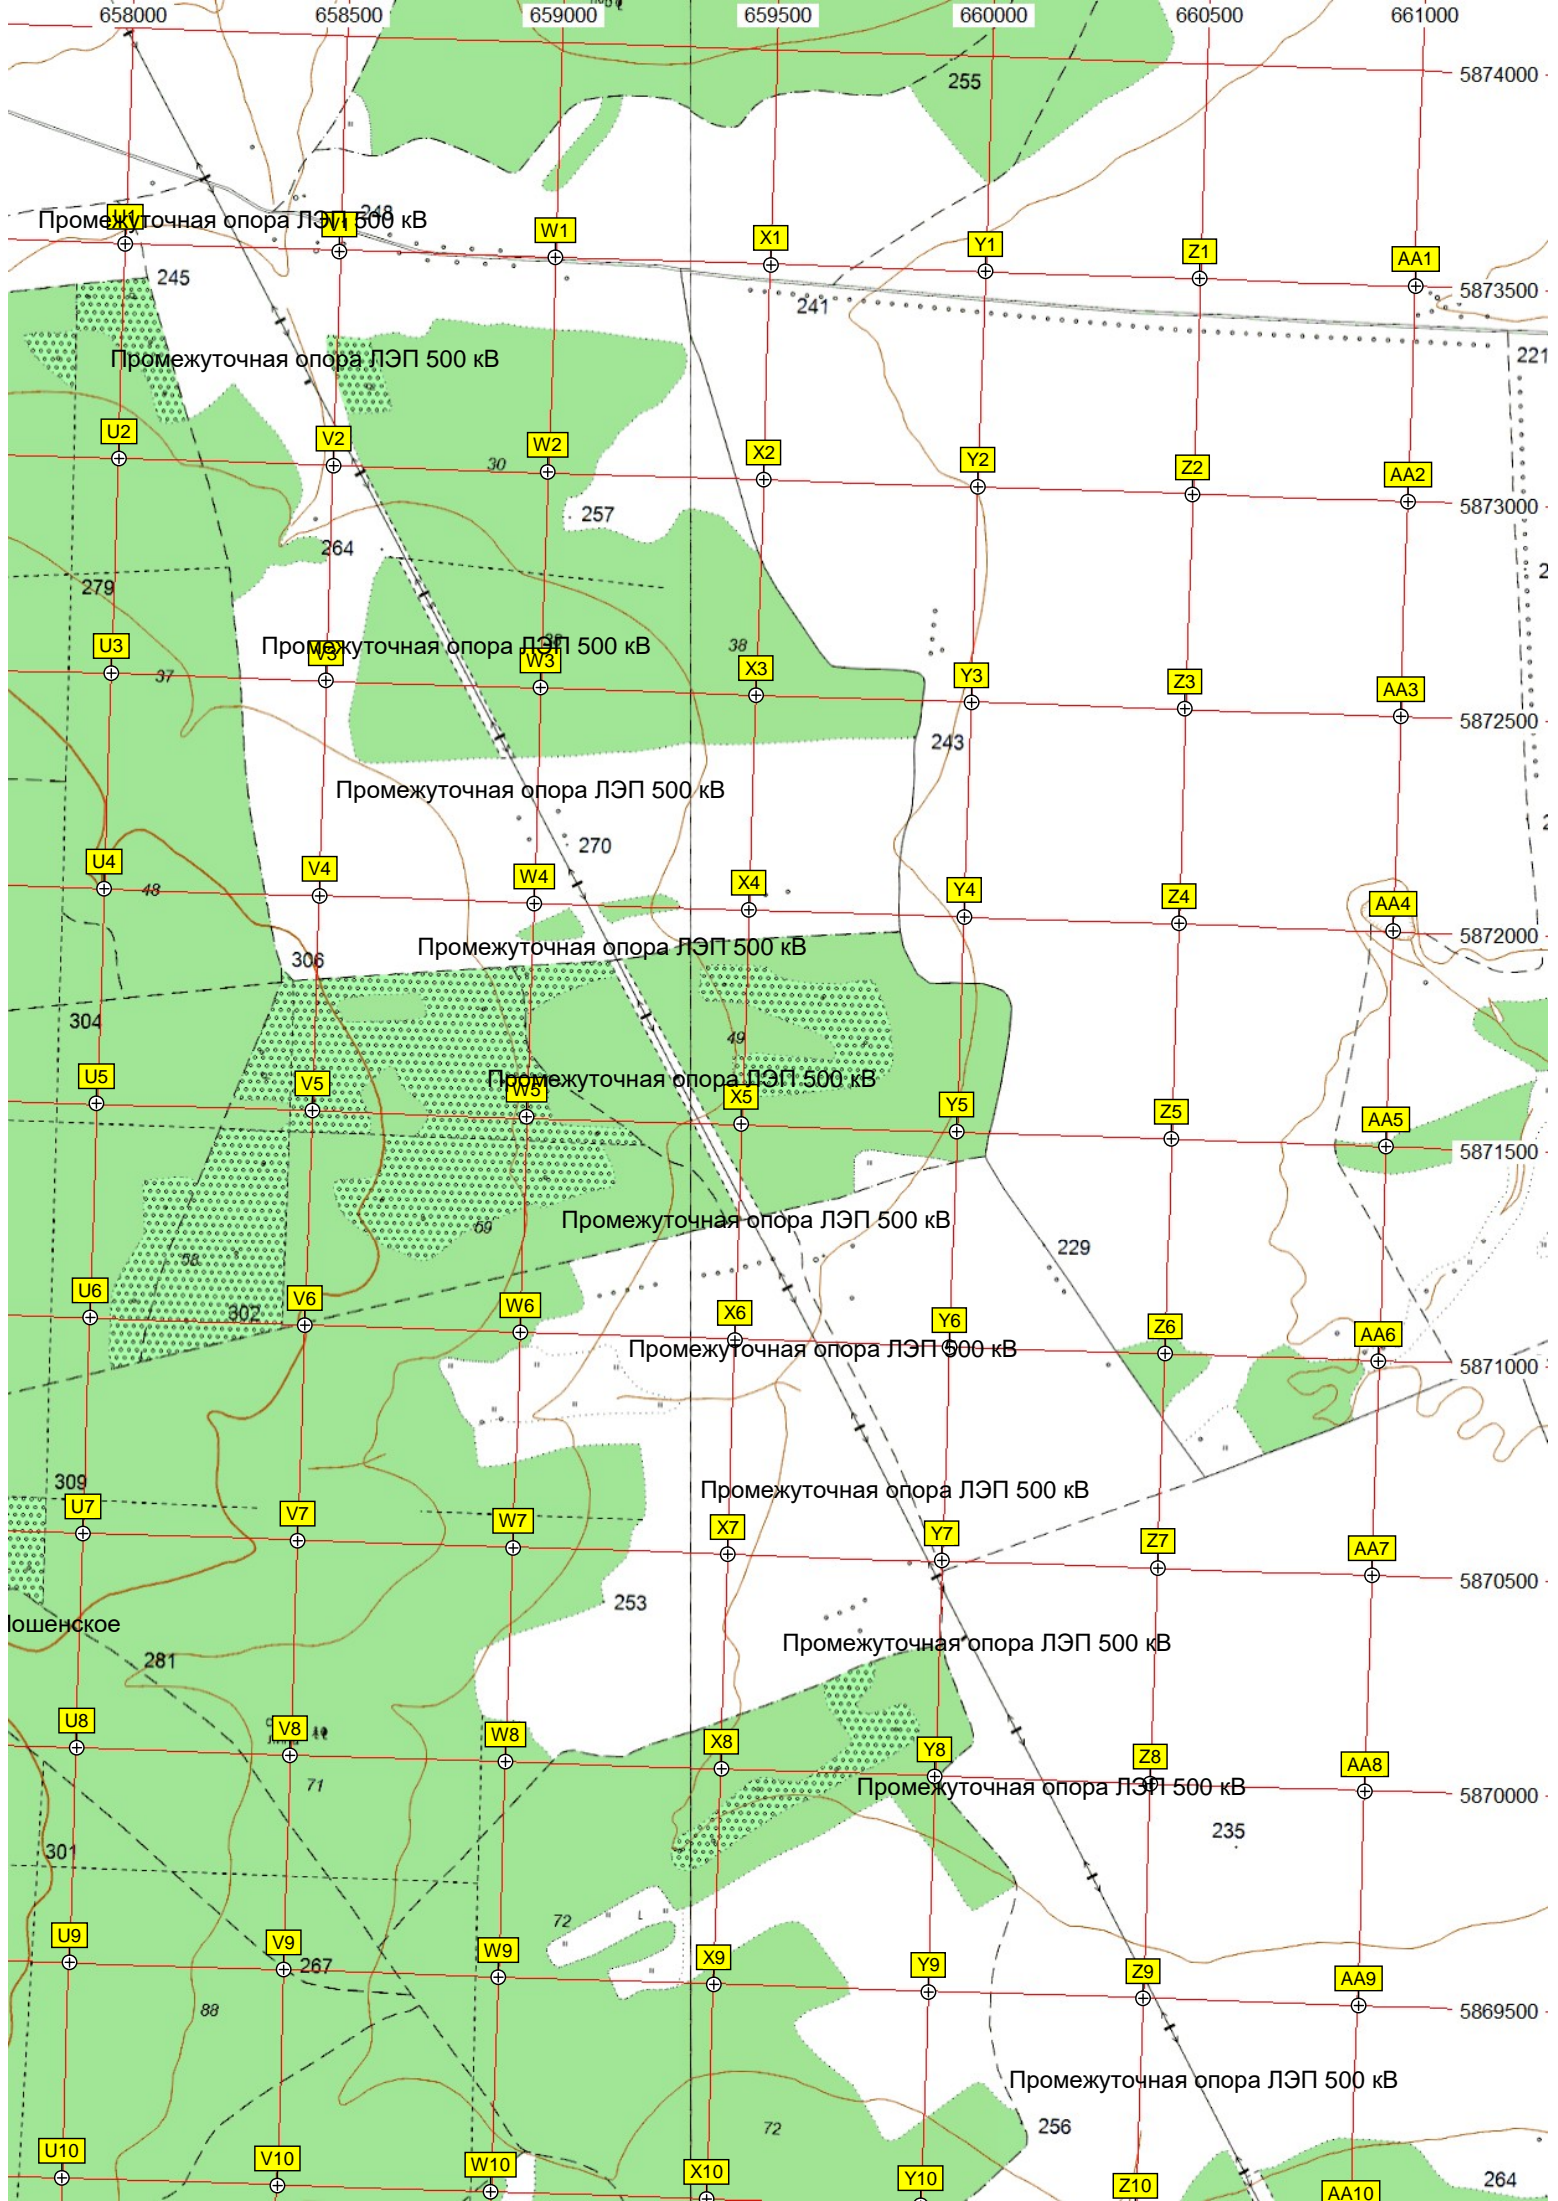 658000 658500 659000 659500 660000 660500 661000
5874000
255
248
Промежуточная опора ЛЭП 500 кВ
U1 V1 W1 X1 Y1 Z1 AA1
245
241
5873500
221
Промежуточная опора ЛЭП 500 кВ
U2 V2 W2 X2 Y2 Z2 AA2
30
257
5873000
264
279
38
Промежуточная опора ЛЭП 500 кВ
38
U3 V3 W3 X3 Y3 Z3 AA3
37
5872500
243
Промежуточная опора ЛЭП 500 кВ
270
U4 V4 W4 X4 Y4 Z4 AA4
48
5872000
Промежуточная опора ЛЭП 500 кВ
306
304
49
Промежуточная опора ЛЭП 500 кВ
U5 V5 W5 X5 Y5 Z5 AA5
5871500
Промежуточная опора ЛЭП 500 кВ
59
229
58
U6 V6 W6 X6 Y6 Z6 AA6
302
Промежуточная опора ЛЭП 500 кВ
5871000
309
Промежуточная опора ЛЭП 500 кВ
U7 V7 W7 X7 Y7 Z7 AA7
5870500
253
ошенское
Промежуточная опора ЛЭП 500 кВ
281
U8 V8 W8 X8 Y8 Z8 AA8
71
Промежуточная опора ЛЭП 500 кВ
5870000
235
301
72
U9 V9 W9 X9 Y9 Z9 AA9
267
88
5869500
Промежуточная опора ЛЭП 500 кВ
72
256
U10 V10 W10 X10 Y10 Z10 AA10
264